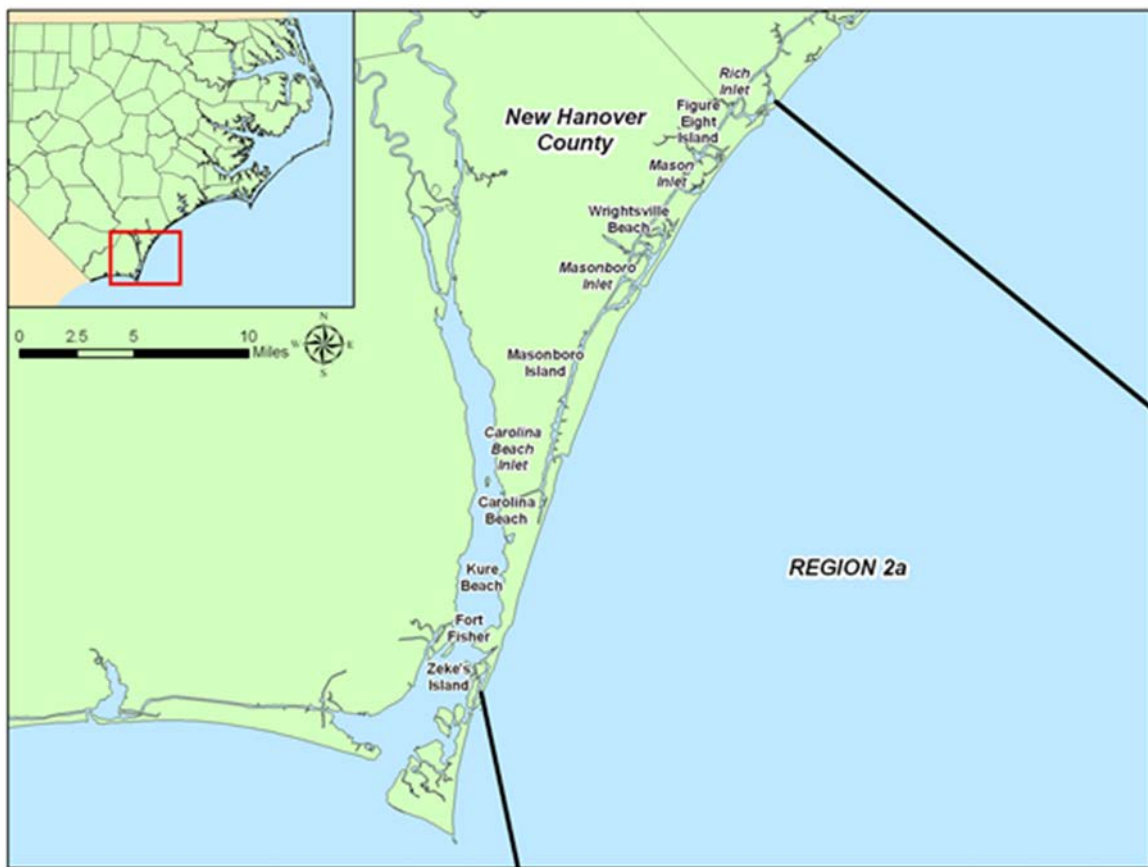 Rich
Inlet
Figure
Eight
Island
New Hanover
County
Mason
Inlet
Wrightsville
Beach
Masonboro
Inlet
N
W
E
S
0
2.5
5
10
Miles
Masonboro
Island
Carolina
Beach
Inlet
Carolina
Beach
Kure
Beach
REGION 2a
Fort
Fisher
Zeke's
Island